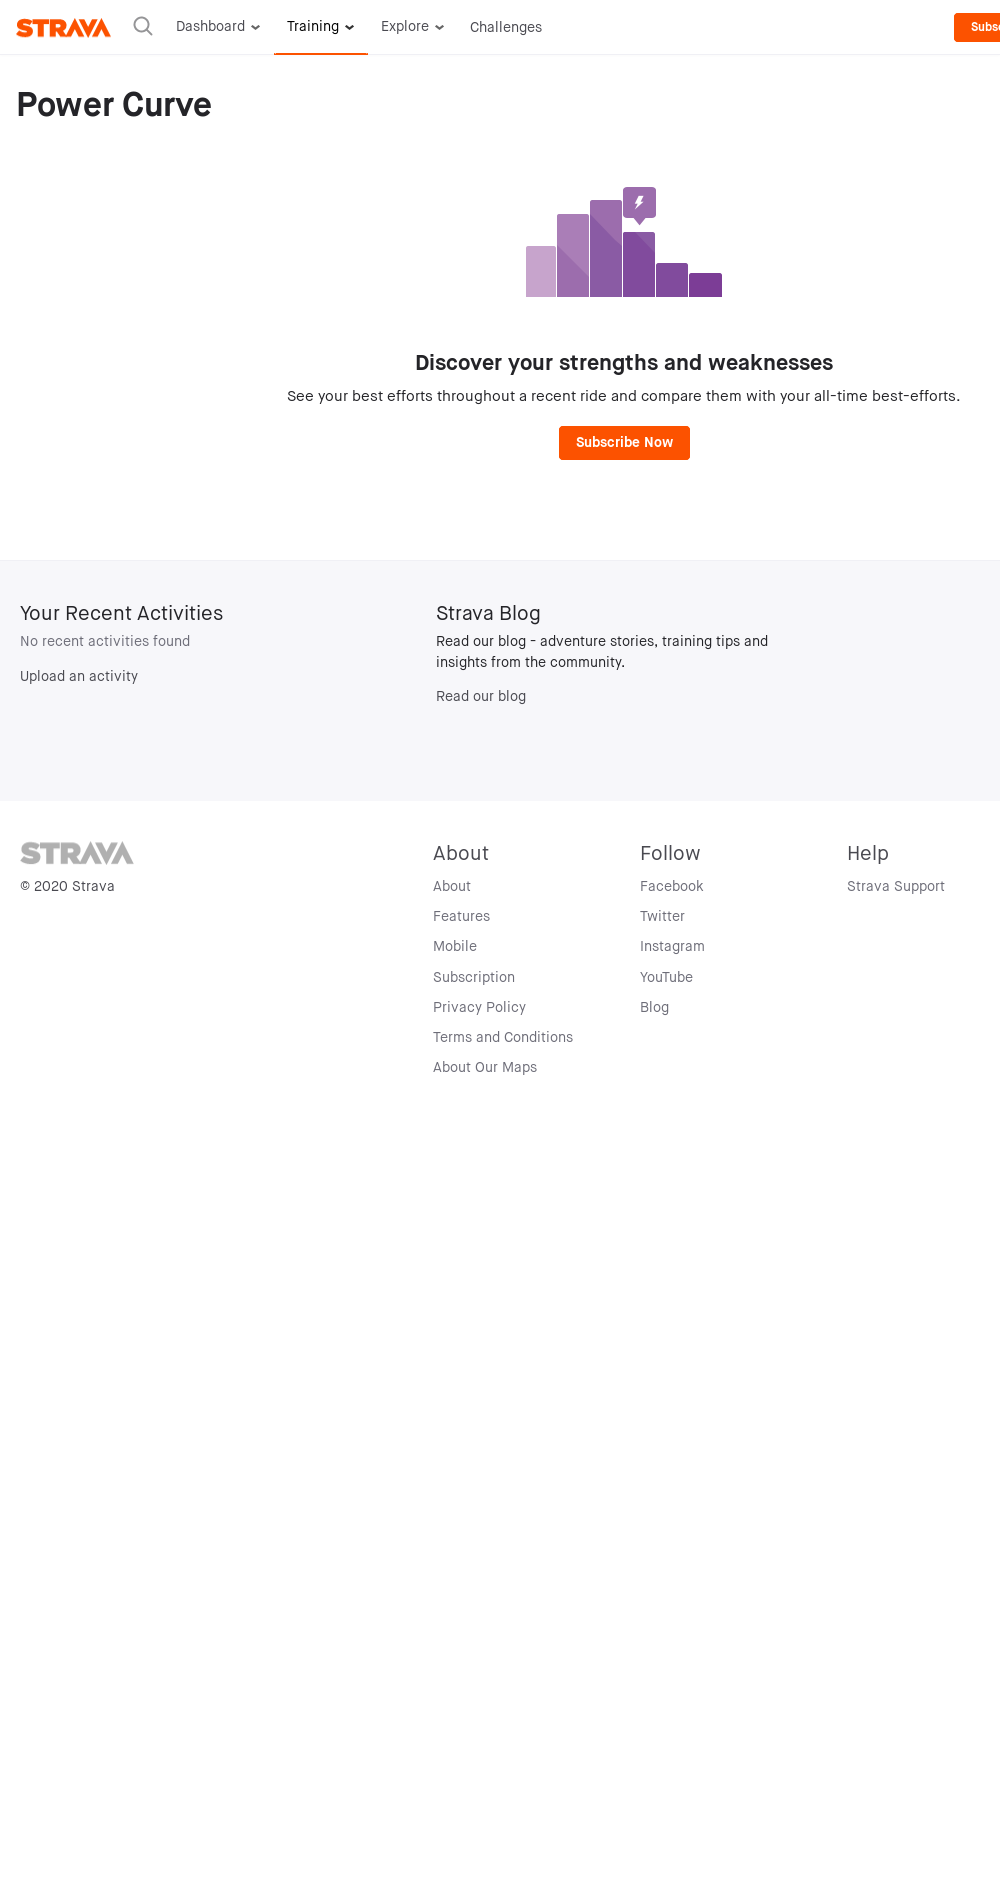 STRAVA Dashboard Training Explore Challenges
Power Curve
Discover your strengths and weaknesses
See your best efforts throughout a recent ride and compare them with your all-time best-efforts.
Subscribe Now
Your Recent Activities
No recent activities found
Upload an activity
Strava Blog
Read our blog - adventure stories, training tips and
insights from the community.
Read our blog
STRAVA
© 2020 Strava
About
About
Features
Mobile
Subscription
Privacy Policy
Terms and Conditions
About Our Maps
Follow
Facebook
Twitter
Instagram
YouTube
Blog
Help
Strava Support